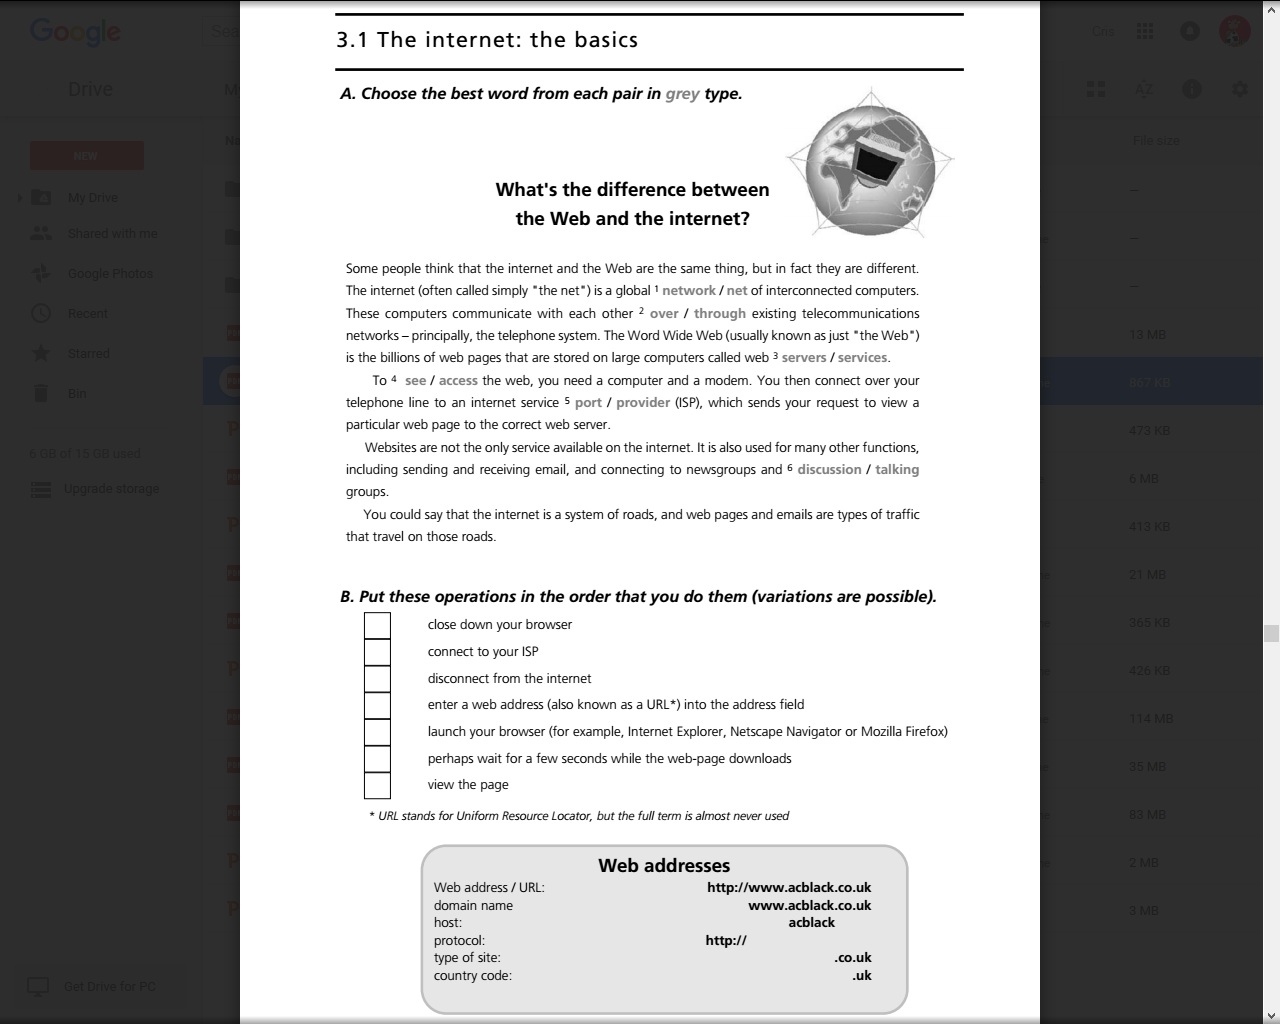 Google
Sea
Cris
Drive
My
File size
NEW
Na
My Drive
Shared with me
Google Photos
Recent
Starred
Bin
6 GB of 15 GB used
Upgrade storage
Get Drive for PC
3.1 The internet: the basics
A. Choose the best word from each pair in grey type.
What's the difference between
the Web and the internet?
Some people think that the internet and the Web are the same thing, but in fact they are different.
The internet (often called simply "the net") is a global 1 network / net of interconnected computers.
These computers communicate with each other 2 over / through existing telecommunications
networks – principally, the telephone system. The Word Wide Web (usually known as just "the Web")
is the billions of web pages that are stored on large computers called web 3 servers / services.
To 4 see / access the web, you need a computer and a modem. You then connect over your
telephone line to an internet service 5 port / provider (ISP), which sends your request to view a
particular web page to the correct web server.
Websites are not the only service available on the internet. It is also used for many other functions,
including sending and receiving email, and connecting to newsgroups and 6 discussion / talking
groups.
You could say that the internet is a system of roads, and web pages and emails are types of traffic
that travel on those roads.
B. Put these operations in the order that you do them (variations are possible).
close down your browser
connect to your ISP
disconnect from the internet
enter a web address (also known as a URL*) into the address field
launch your browser (for example, Internet Explorer, Netscape Navigator or Mozilla Firefox)
perhaps wait for a few seconds while the web-page downloads
view the page
* URL stands for Uniform Resource Locator, but the full term is almost never used
Web addresses
Web address / URL: http://www.acblack.co.uk
domain name www.acblack.co.uk
host: acblack
protocol: http://
type of site: .co.uk
country code: .uk
--
--
--
13 MB
867 KB
473 KB
6 MB
413 KB
21 MB
365 KB
426 KB
114 MB
35 MB
83 MB
2 MB
3 MB